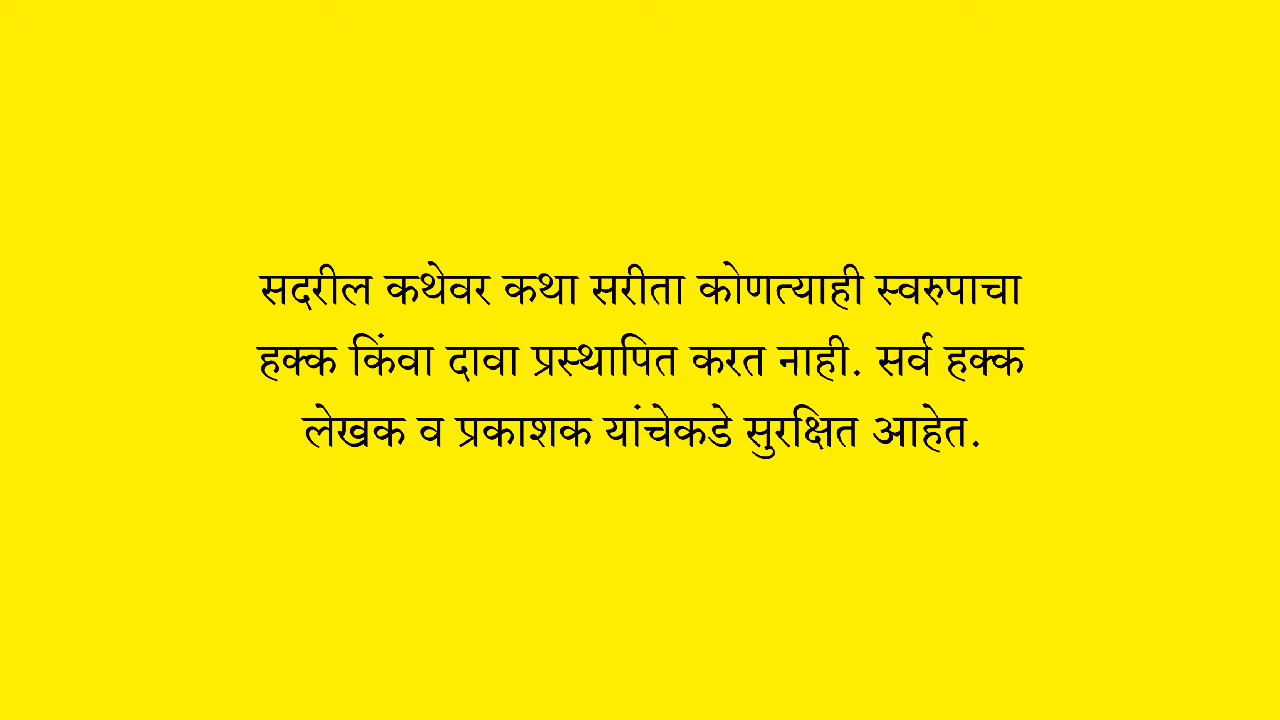 सदरील कथेवर कथा सरीता कोणत्याही स्वरुपाचा
हक्क किंवा दावा प्रस्थापित करत नाही. सर्व हक्क
लेखक व प्रकाशक यांचेकडे सुरक्षित आहेत.